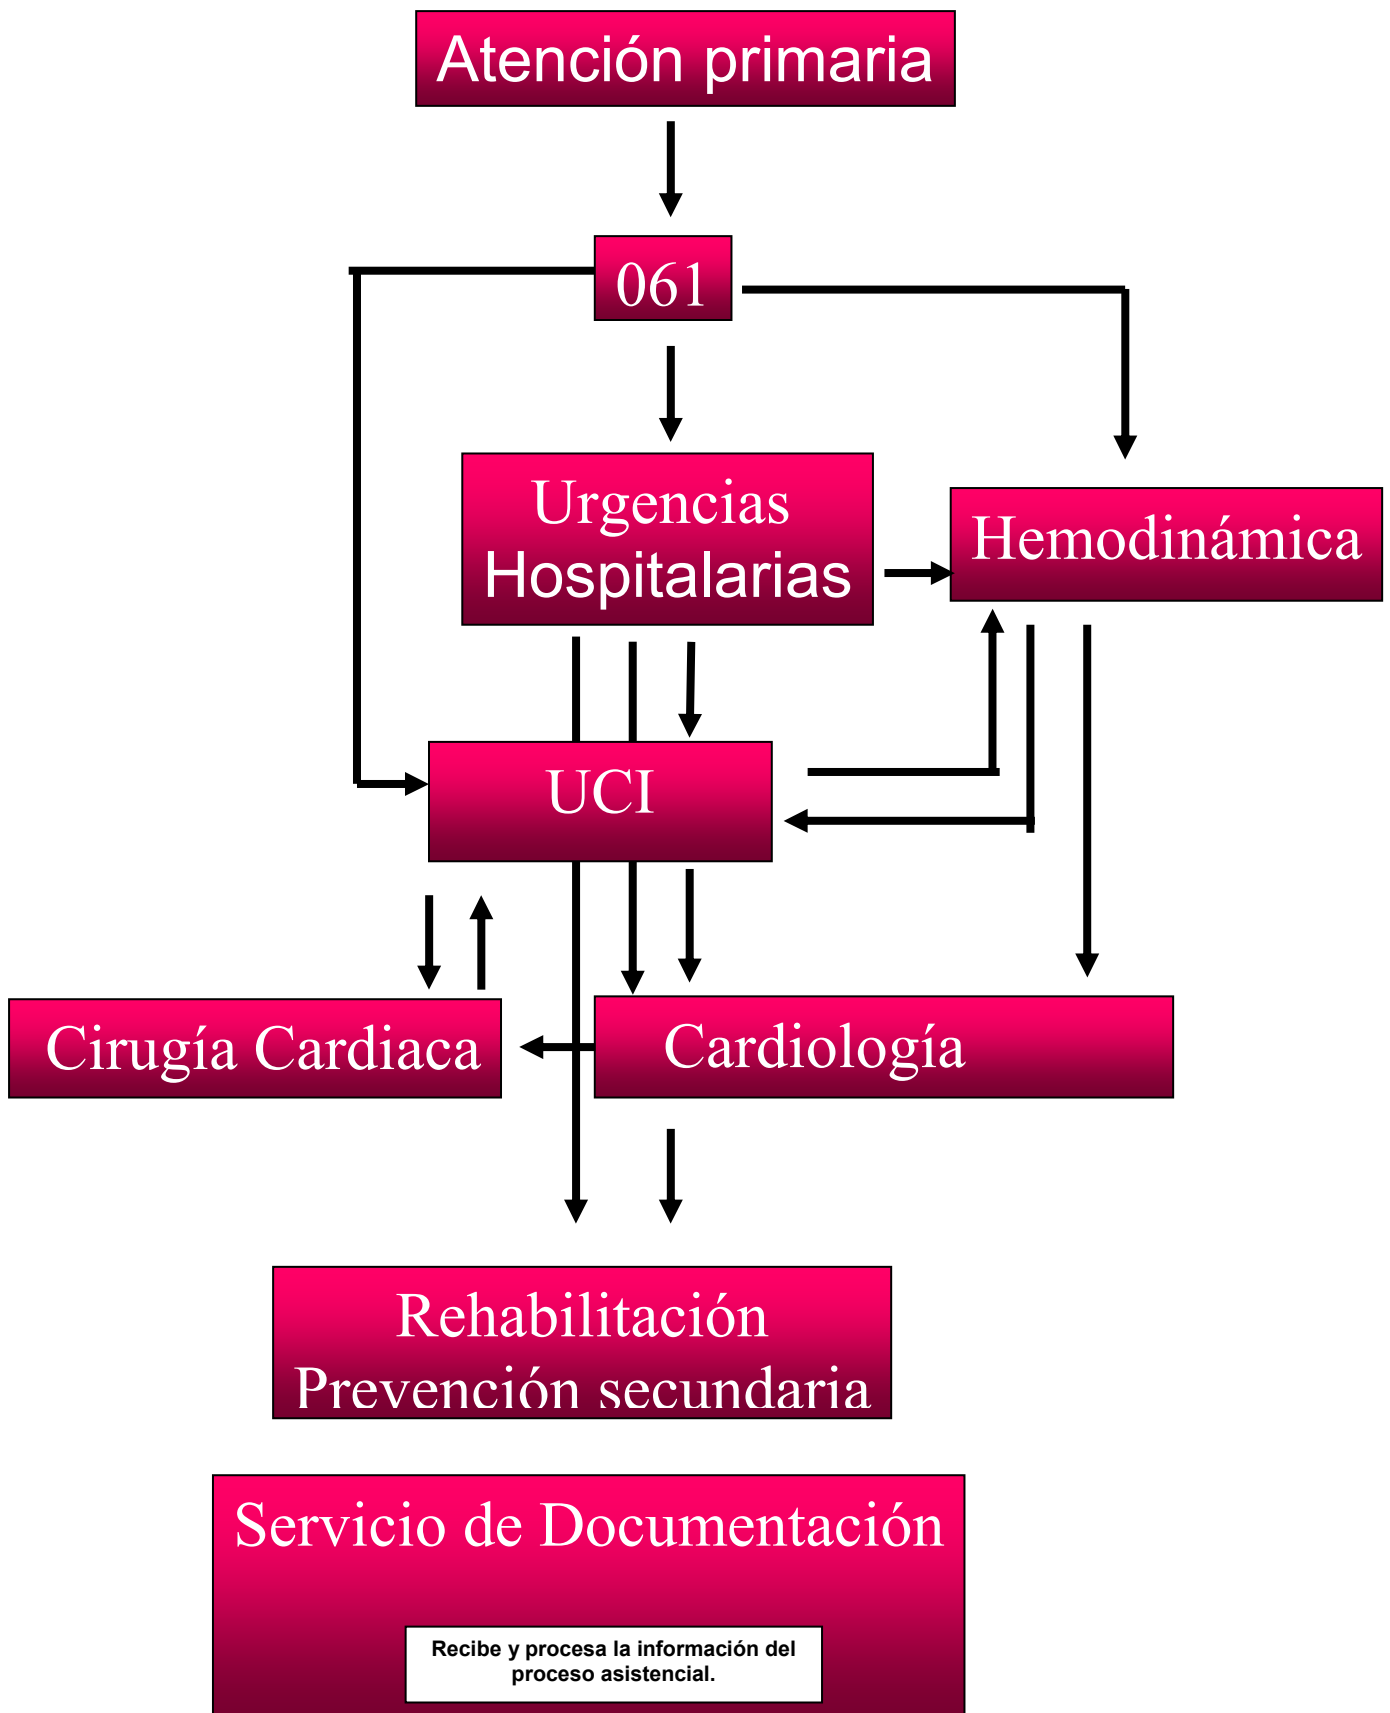 Atención primaria
061
Urgencias
Hospitalarias
Hemodinámica
UCI
Cirugía Cardiaca
Cardiología
Rehabilitación
Prevención secundaria
Servicio de Documentación
Recibe y procesa la información del
proceso asistencial.